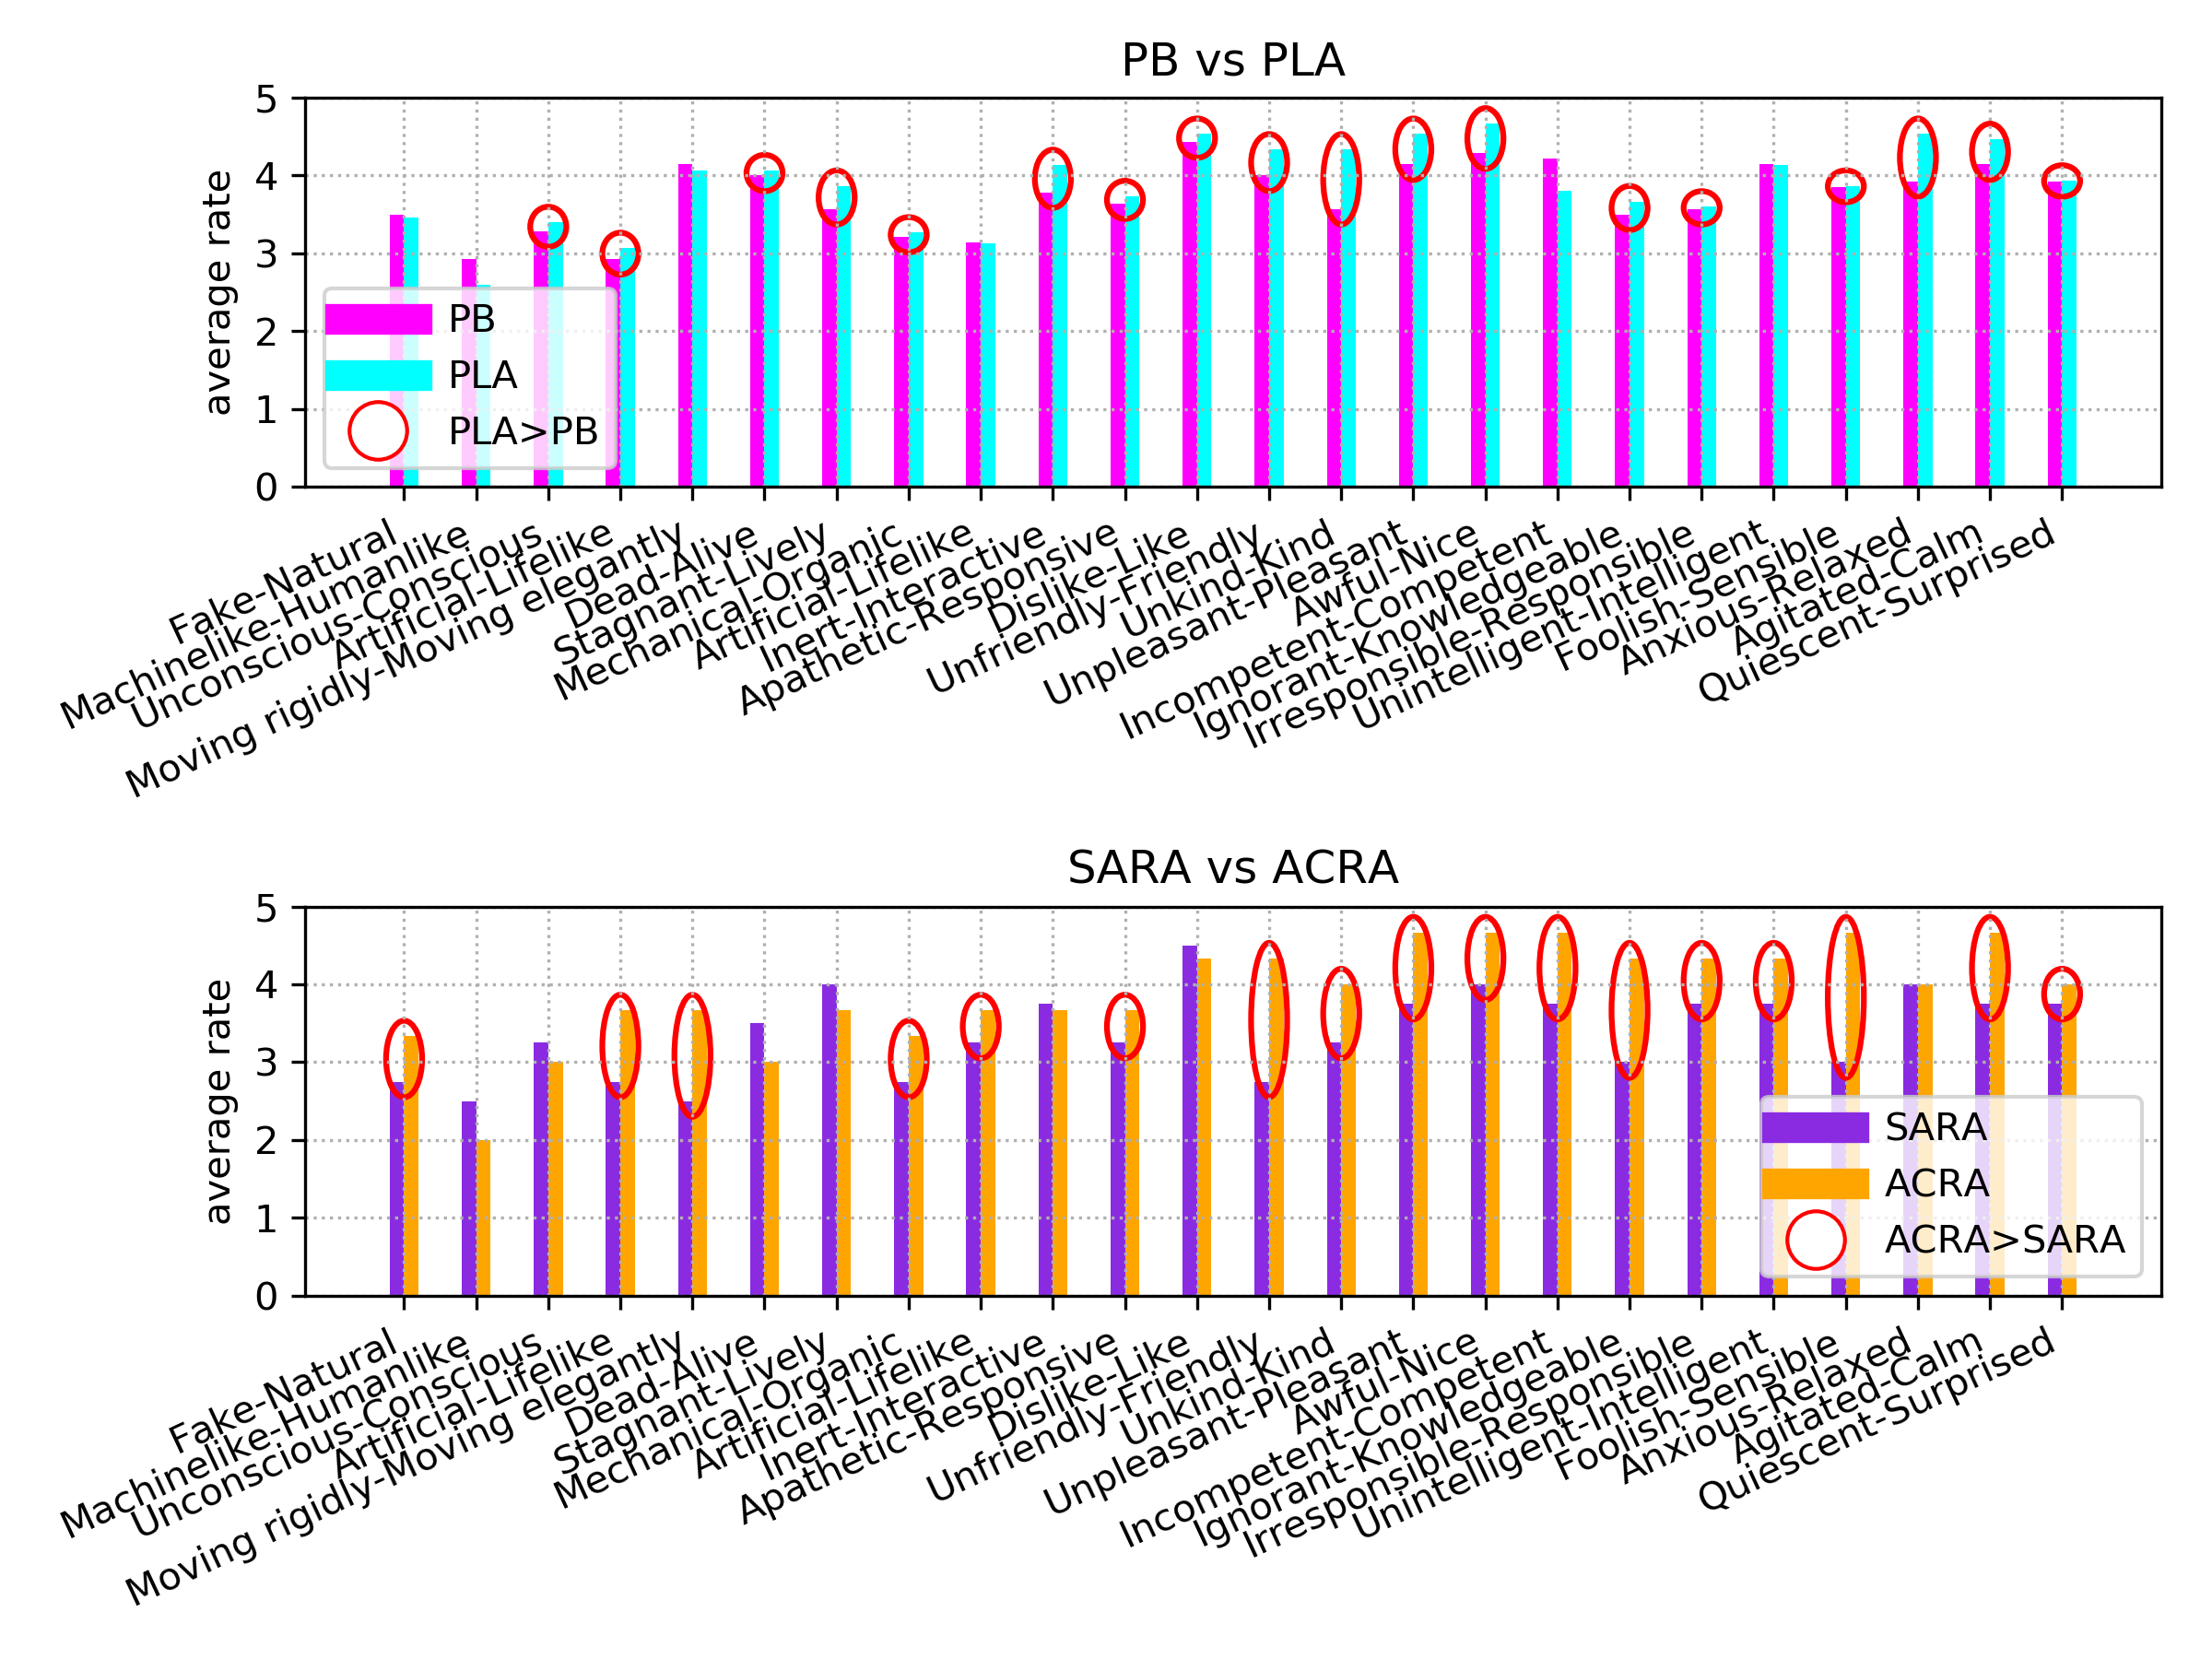 PB vs PLA
average rate
5
4
3
2
1
0
PB
PLA
PLA>PB
Fake-Natural
Machinelike-Humanlike
Unconscious-Conscious
Artificial-Lifelike
Moving rigidly-Moving elegantly
Dead-Alive
Stagnant-Lively
Mechanical-Organic
Artificial-Lifelike
Inert-Interactive
Apathetic-Responsive
Dislike-Like
Unfriendly-Friendly
Unkind-Kind
Unpleasant-Pleasant
Awful-Nice
Incompetent-Competent
Ignorant-Knowledgeable
Irresponsible-Responsible
Unintelligent-Intelligent
Foolish-Sensible
Anxious-Relaxed
Agitated-Calm
Quiescent-Surprised
SARA vs ACRA
average rate
5
4
3
2
1
0
SARA
ACRA
ACRA>SARA
Fake-Natural
Machinelike-Humanlike
Unconscious-Conscious
Artificial-Lifelike
Moving rigidly-Moving elegantly
Dead-Alive
Stagnant-Lively
Mechanical-Organic
Artificial-Lifelike
Inert-Interactive
Apathetic-Responsive
Dislike-Like
Unfriendly-Friendly
Unkind-Kind
Unpleasant-Pleasant
Awful-Nice
Incompetent-Competent
Ignorant-Knowledgeable
Irresponsible-Responsible
Unintelligent-Intelligent
Foolish-Sensible
Anxious-Relaxed
Agitated-Calm
Quiescent-Surprised